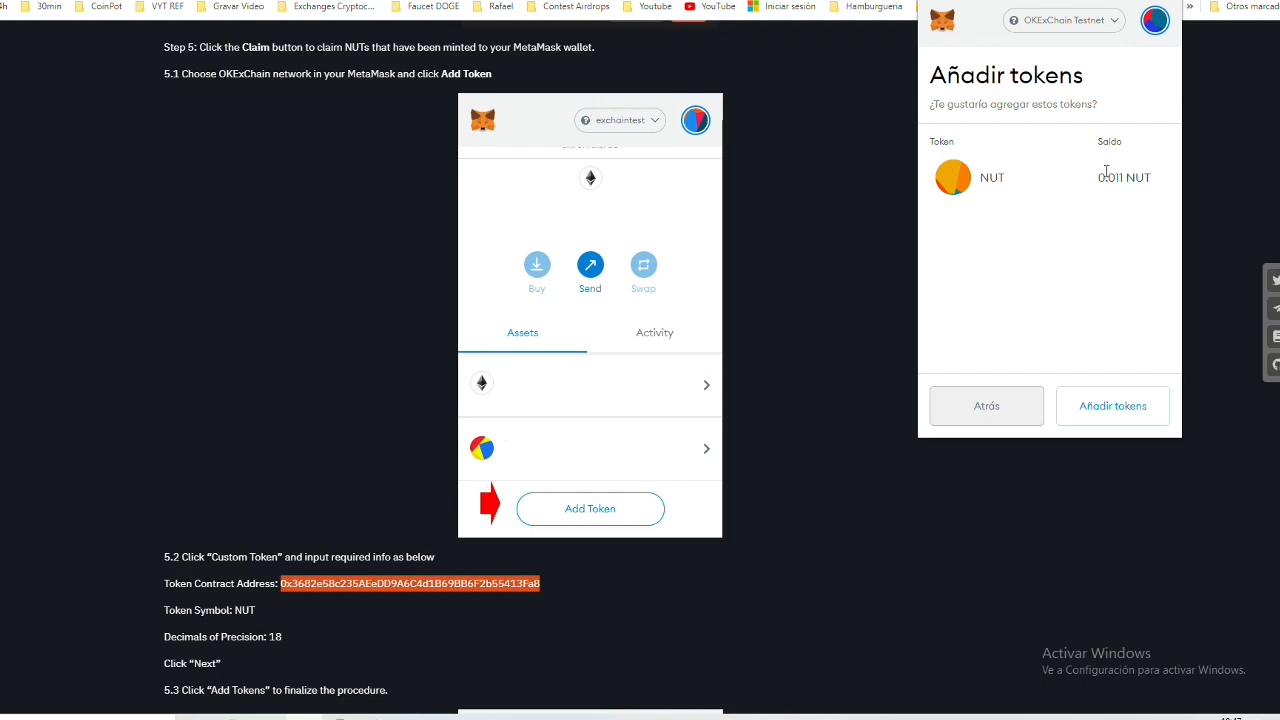 4h 30min CoinPot VYT REF Gravar Video Exchanges Cryptoc... Faucet DOGE Rafael Contest Airdrops Youtube YouTube Iniciar sesión Hamburgueria » Otros marcad
Step 5: Click the Claim button to claim NUTs that have been minted to your MetaMask wallet.
5.1 Choose OKExChain network in your MetaMask and click Add Token
exchaintest
Buy Send Swap
Assets Activity
Add Token
5.2 Click “Custom Token” and input required info as below
Token Contract Address: 0x3682e58c235AEeDD9A6C4d1B69BB6F2b55413Fa8
Token Symbol: NUT
Decimals of Precision: 18
Click “Next”
5.3 Click “Add Tokens” to finalize the procedure.
OKExChain Testnet
Añadir tokens
¿Te gustaría agregar estos tokens?
Token Saldo
NUT 0.011 NUT
Atrás Añadir tokens
Activar Windows
Ve a Configuración para activar Windows.